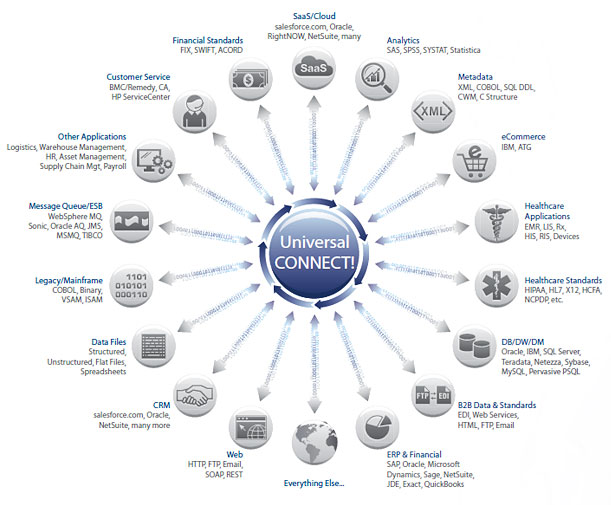 SaaS/Cloud
salesforce.com, Oracle,
RightNOW, NetSuite, many
SaaS
Analytics
SAS, SPSS, SYSTAT, Statistica
Metadata
XML, COBOL, SQL DDL,
CWM, C Structure
<XML>
eCommerce
IBM, ATG
e
Healthcare
Applications
EMR, LIS, Rx,
HIS, RIS, Devices
Healthcare Standards
HIPAA, HL7, X12, HCFA,
NCPDP, etc.
DB/DW/DM
Oracle, IBM, SQL Server,
Teradata, Netezza, Sybase,
MySQL, Pervasive PSQL
B2B Data & Standards
EDI, Web Services,
HTML, FTP, Email
FTP EDI
ERP & Financial
SAP, Oracle, Microsoft
Dynamics, Sage, NetSuite,
JDE, Exact, QuickBooks
Everything Else...
Web
HTTP, FTP, Email,
SOAP, REST
WWW
CRM
salesforce.com, Oracle,
NetSuite, many more
Data Files
Structured,
Unstructured, Flat Files,
Spreadsheets
Legacy/Mainframe
COBOL, Binary,
VSAM, ISAM
1101
010101
000110
Message Queue/ESB
WebSphere MQ
Sonic, Oracle AQ, JMS,
MSMQ, TIBCO
Other Applications
Logistics, Warehouse Management,
HR, Asset Management,
Supply Chain Mgt, Payroll
Customer Service
BMC/Remedy, CA,
HP ServiceCenter
Financial Standards
FIX, SWIFT, ACORD
$
Universal
CONNECT!